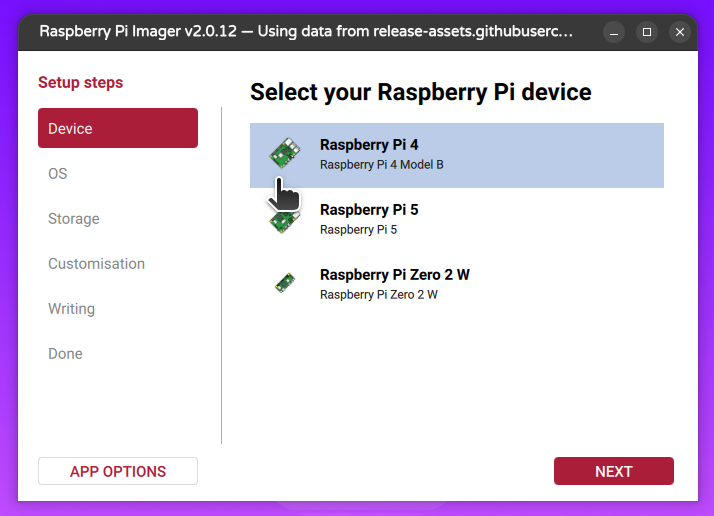 Raspberry Pi Imager v2.0.12 — Using data from release-assets.githubuserc...
Setup steps
Device
OS
Storage
Customisation
Writing
Done
APP OPTIONS
Select your Raspberry Pi device
Raspberry Pi 4
Raspberry Pi 4 Model B
Raspberry Pi 5
Raspberry Pi 5
Raspberry Pi Zero 2 W
Raspberry Pi Zero 2 W
NEXT